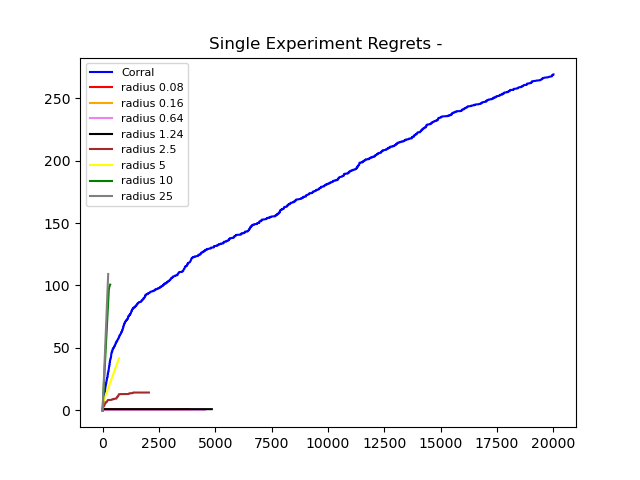 Single Experiment Regrets -
Corral
radius 0.08
radius 0.16
radius 0.64
radius 1.24
radius 2.5
radius 5
radius 10
radius 25
250
200
150
100
50
0
0 2500 5000 7500 10000 12500 15000 17500 20000